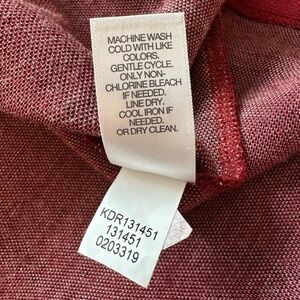 MACHINE WASH
COLD WITH LIKE
COLORS.
GENTLE CYCLE.
ONLY NON-
CHLORINE BLEACH
IF NEEDED.
LINE DRY.
COOL IRON IF
NEEDED.
OR DRY CLEAN.
KDR131451
131451
0203319